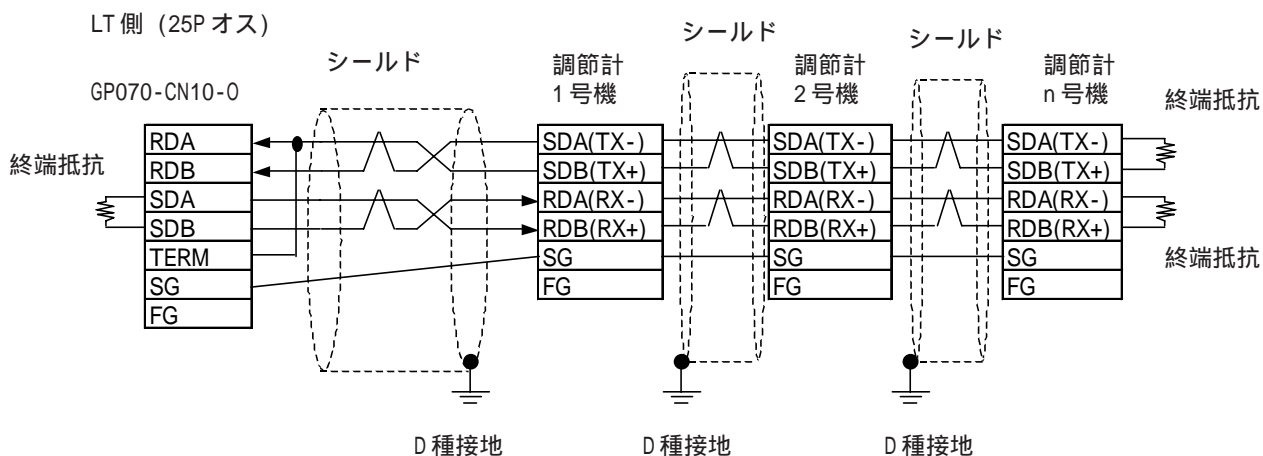 LT側 (25Pオス)
GP070-CN10-O
シールド
調節計
1号機
シールド
調節計
2号機
シールド
調節計
n号機
終端抵抗
終端抵抗
RDA
RDB
SDA
SDB
TERM
SG
FG
SDA(TX-)
SDB(TX+)
RDA(RX-)
RDB(RX+)
SG
FG
SDA(TX-)
SDB(TX+)
RDA(RX-)
RDB(RX+)
SG
FG
SDA(TX-)
SDB(TX+)
RDA(RX-)
RDB(RX+)
SG
FG
終端抵抗
D種接地
D種接地
D種接地